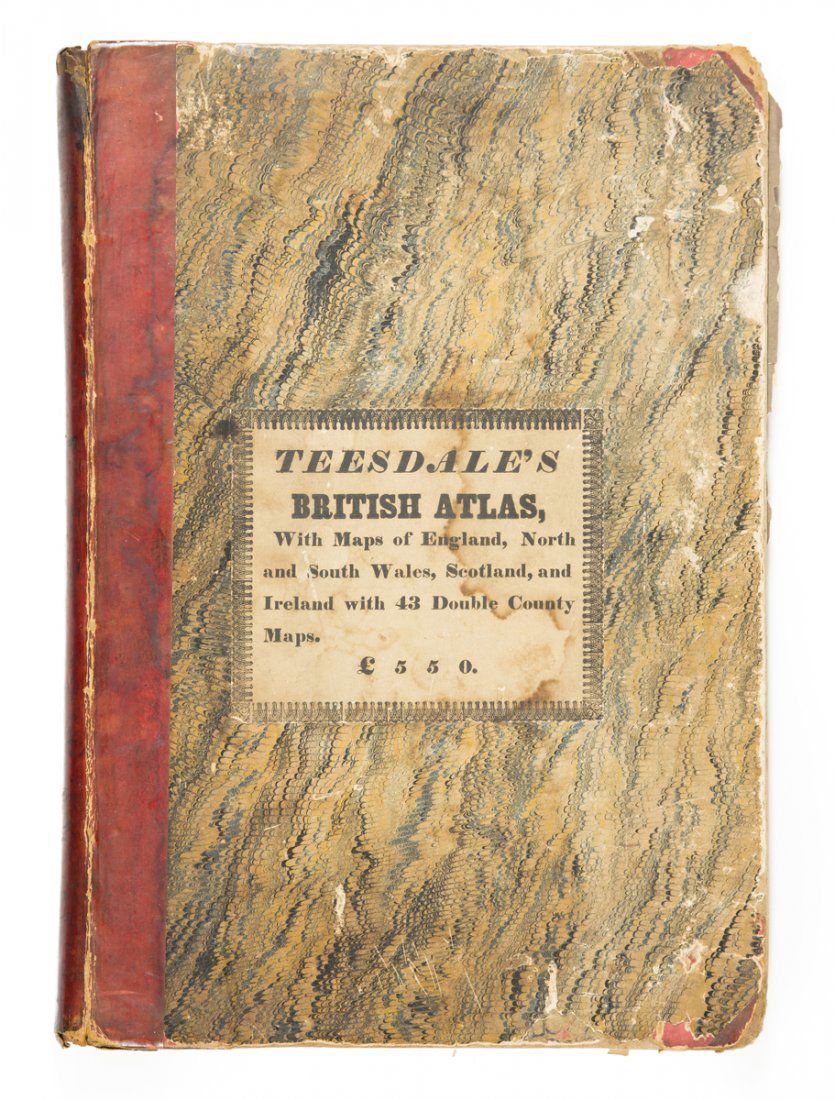 TEESDALE'S
BRITISH ATLAS,
With Maps of England, North
and South Wales, Scotland, and
Ireland with 43 Double County
Maps.
£ 5 5 0.